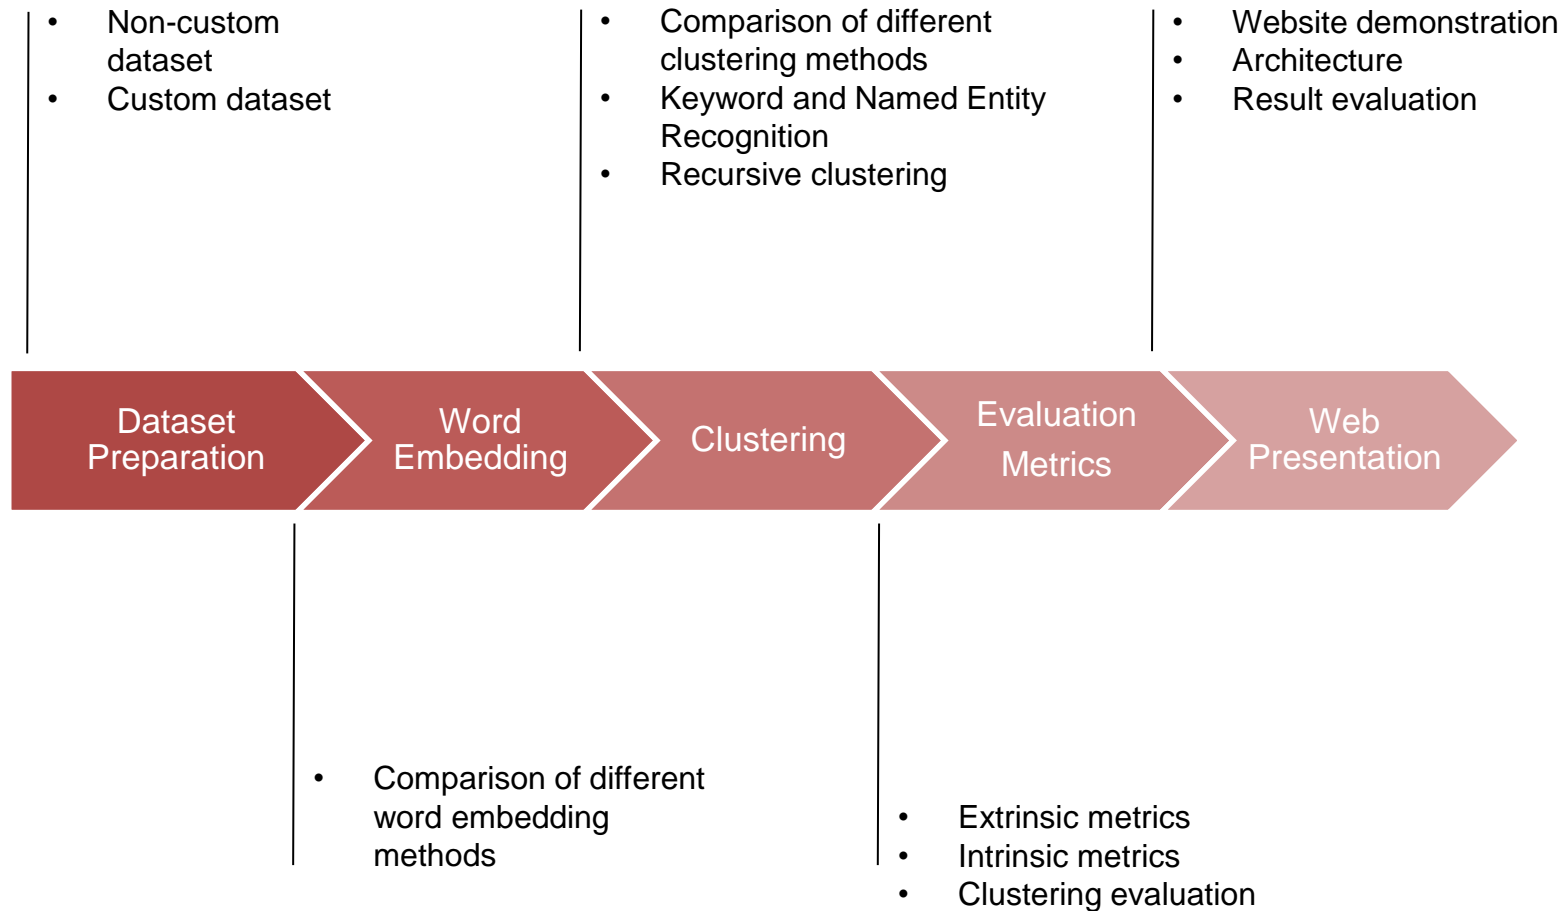 • Non-custom
dataset
• Custom dataset
• Comparison of different
clustering methods
• Keyword and Named Entity
Recognition
• Recursive clustering
• Website demonstration
• Architecture
• Result evaluation
Dataset
Preparation
Word
Embedding
Clustering
Evaluation
Metrics
Web
Presentation
• Comparison of different
word embedding
methods
• Extrinsic metrics
• Intrinsic metrics
• Clustering evaluation